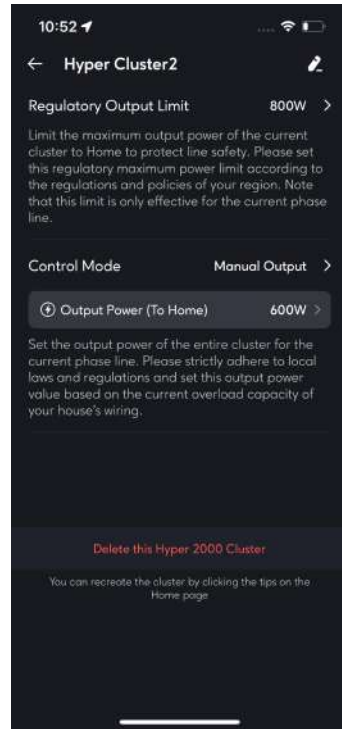 10:52
Hyper Cluster2
Regulatory Output Limit 800W >
Limit the maximum output power of the current
cluster to Home to protect line safety. Please set
this regulatory maximum power limit according to
the regulations and policies of your region. Note
that this limit is only effective for the current phase
line.
Control Mode Manual Output >
Output Power (To Home) 600W >
Set the output power of the entire cluster for the
current phase line. Please strictly adhere to local
laws and regulations and set this output power
value based on the current overload capacity of
your house's wiring.
Delete this Hyper 2000 Cluster
You can recreate the cluster by clicking the tips on the
Home page